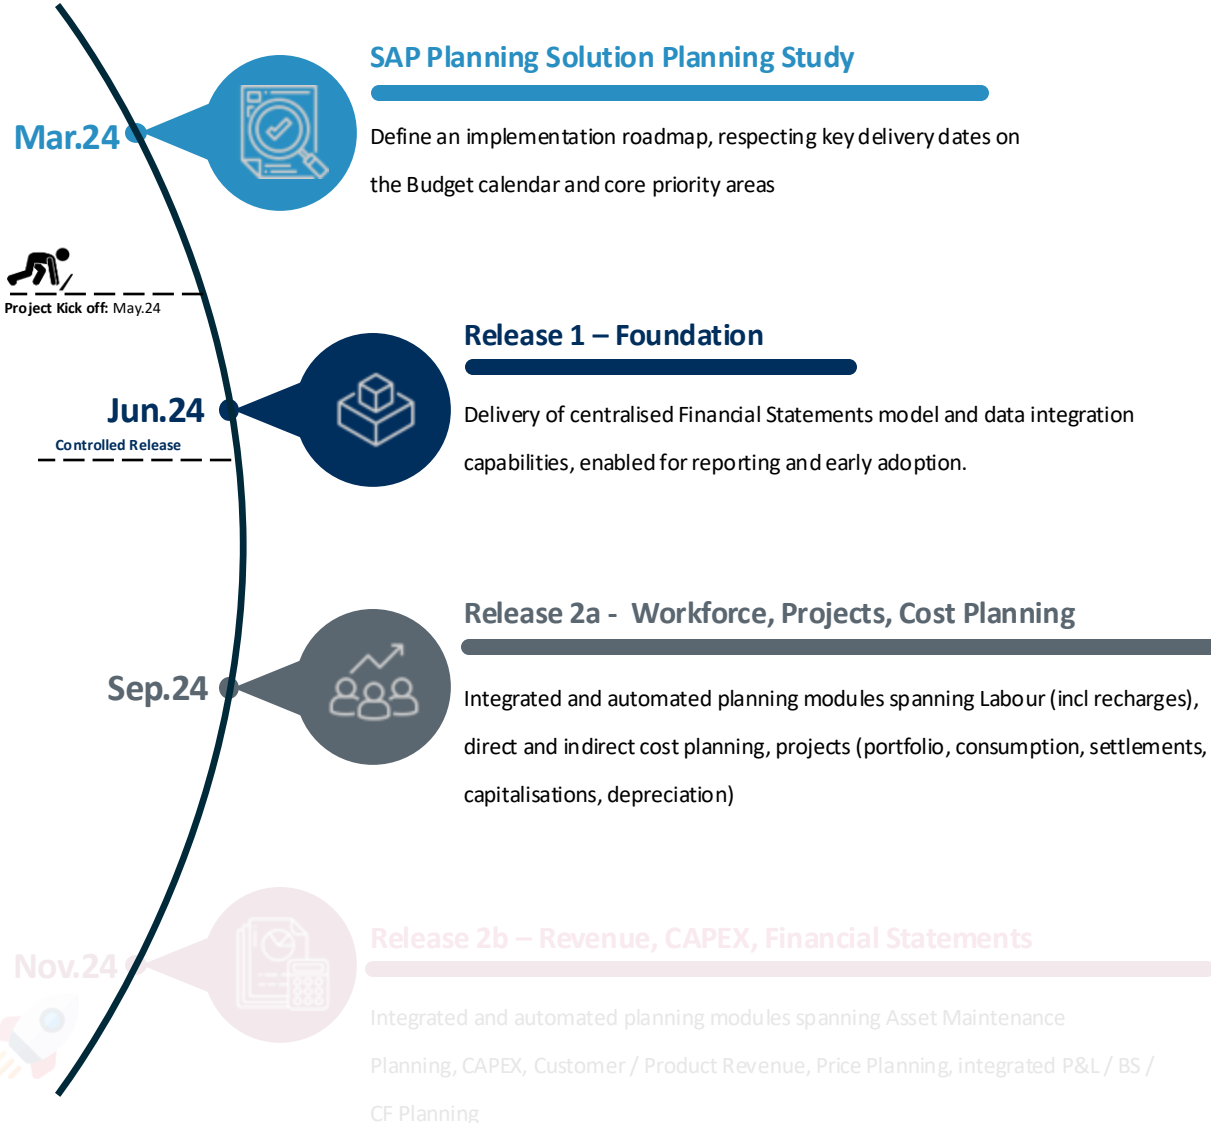 SAP Planning Solution Planning Study
Mar.24
Define an implementation roadmap, respecting key delivery dates on
the Budget calendar and core priority areas
Project Kick off: May.24
Release 1 – Foundation
Jun.24
Controlled Release
Delivery of centralised Financial Statements model and data integration
capabilities, enabled for reporting and early adoption.
Release 2a - Workforce, Projects, Cost Planning
Sep.24
Integrated and automated planning modules spanning Labour (incl recharges),
direct and indirect cost planning, projects (portfolio, consumption, settlements,
capitalisations, depreciation)
Release 2b – Revenue, CAPEX, Financial Statements
Nov.24
Integrated and automated planning modules spanning Asset Maintenance
Planning, CAPEX, Customer / Product Revenue, Price Planning, integrated P&L / BS /
CF Planning